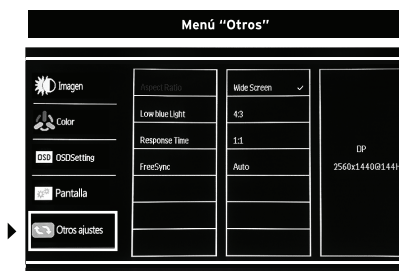 Menú “Otros”
Imagen
Color
OSD OSDSetting
Pantalla
Otros ajustes
Aspect Ratio
Low blue Light
Response Time
FreeSync
Wide Screen ✓
4:3
1:1
Auto
DP
2560x1440@144H